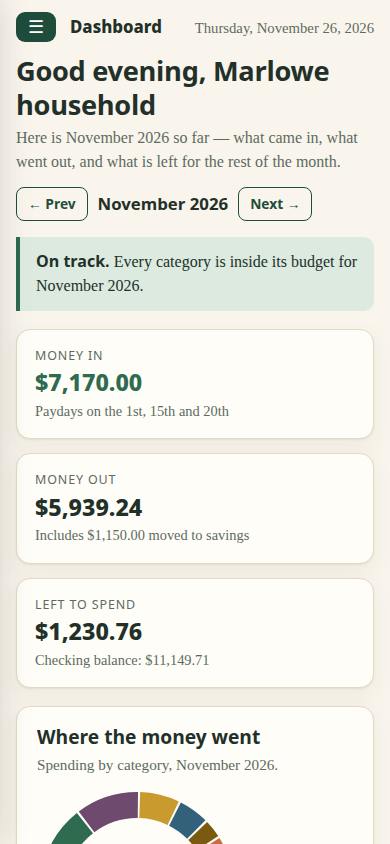 ☰ Dashboard Thursday, November 26, 2026
Good evening, Marlowe
household
Here is November 2026 so far — what came in, what
went out, and what is left for the rest of the month.
← Prev November 2026 Next →
On track. Every category is inside its budget for
November 2026.
MONEY IN
$7,170.00
Paydays on the 1st, 15th and 20th
MONEY OUT
$5,939.24
Includes $1,150.00 moved to savings
LEFT TO SPEND
$1,230.76
Checking balance: $11,149.71
Where the money went
Spending by category, November 2026.